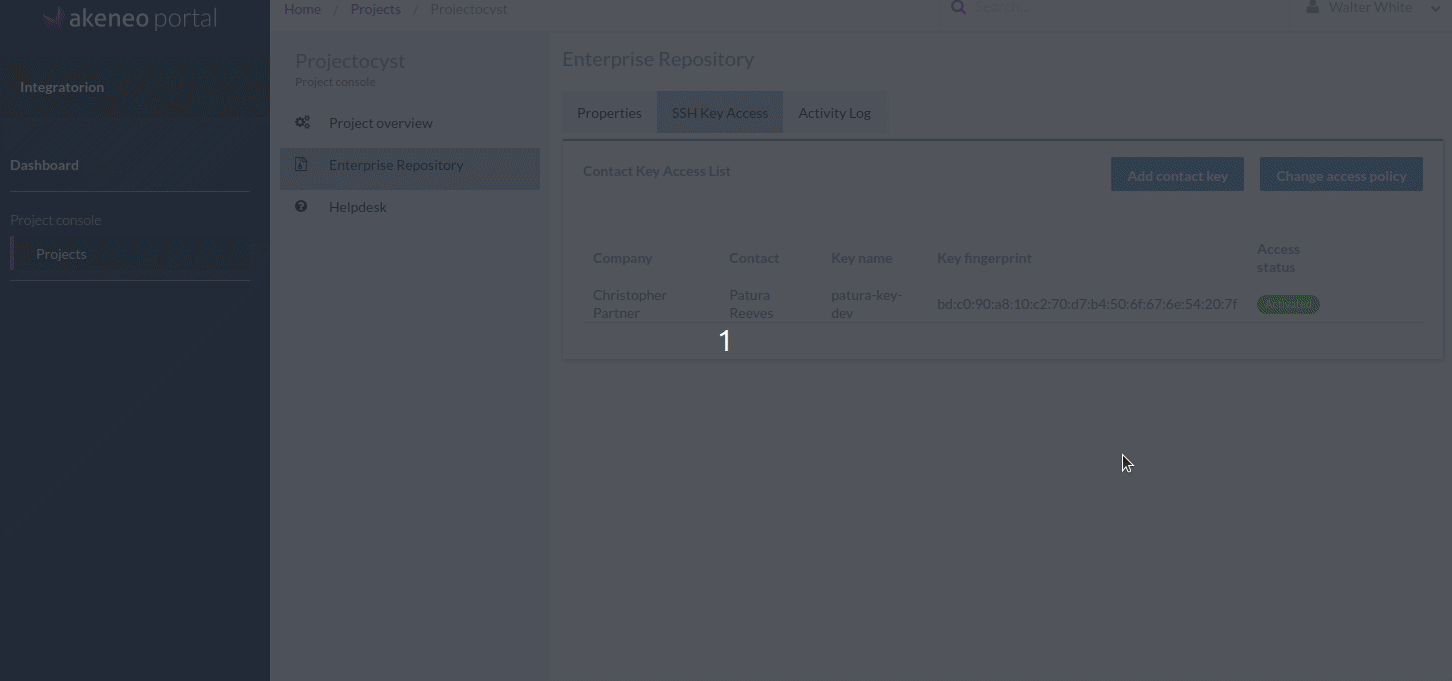 akeneo portal
Home / Projects / Projectocyst
Search...
Walter White
Integratorion
Dashboard
Project console
Projects
Projectocyst
Project console
Project overview
Enterprise Repository
Helpdesk
Enterprise Repository
Properties
SSH Key Access
Activity Log
Contact Key Access List
Add contact key
Change access policy
Company
Contact
Key name
Key fingerprint
Access
status
Christopher
Partner
Patura
Reeves
patura-key-
dev
bd:c0:90:a8:10:c2:70:d7:b4:50:6f:67:6e:54:20:7f
Activated
1